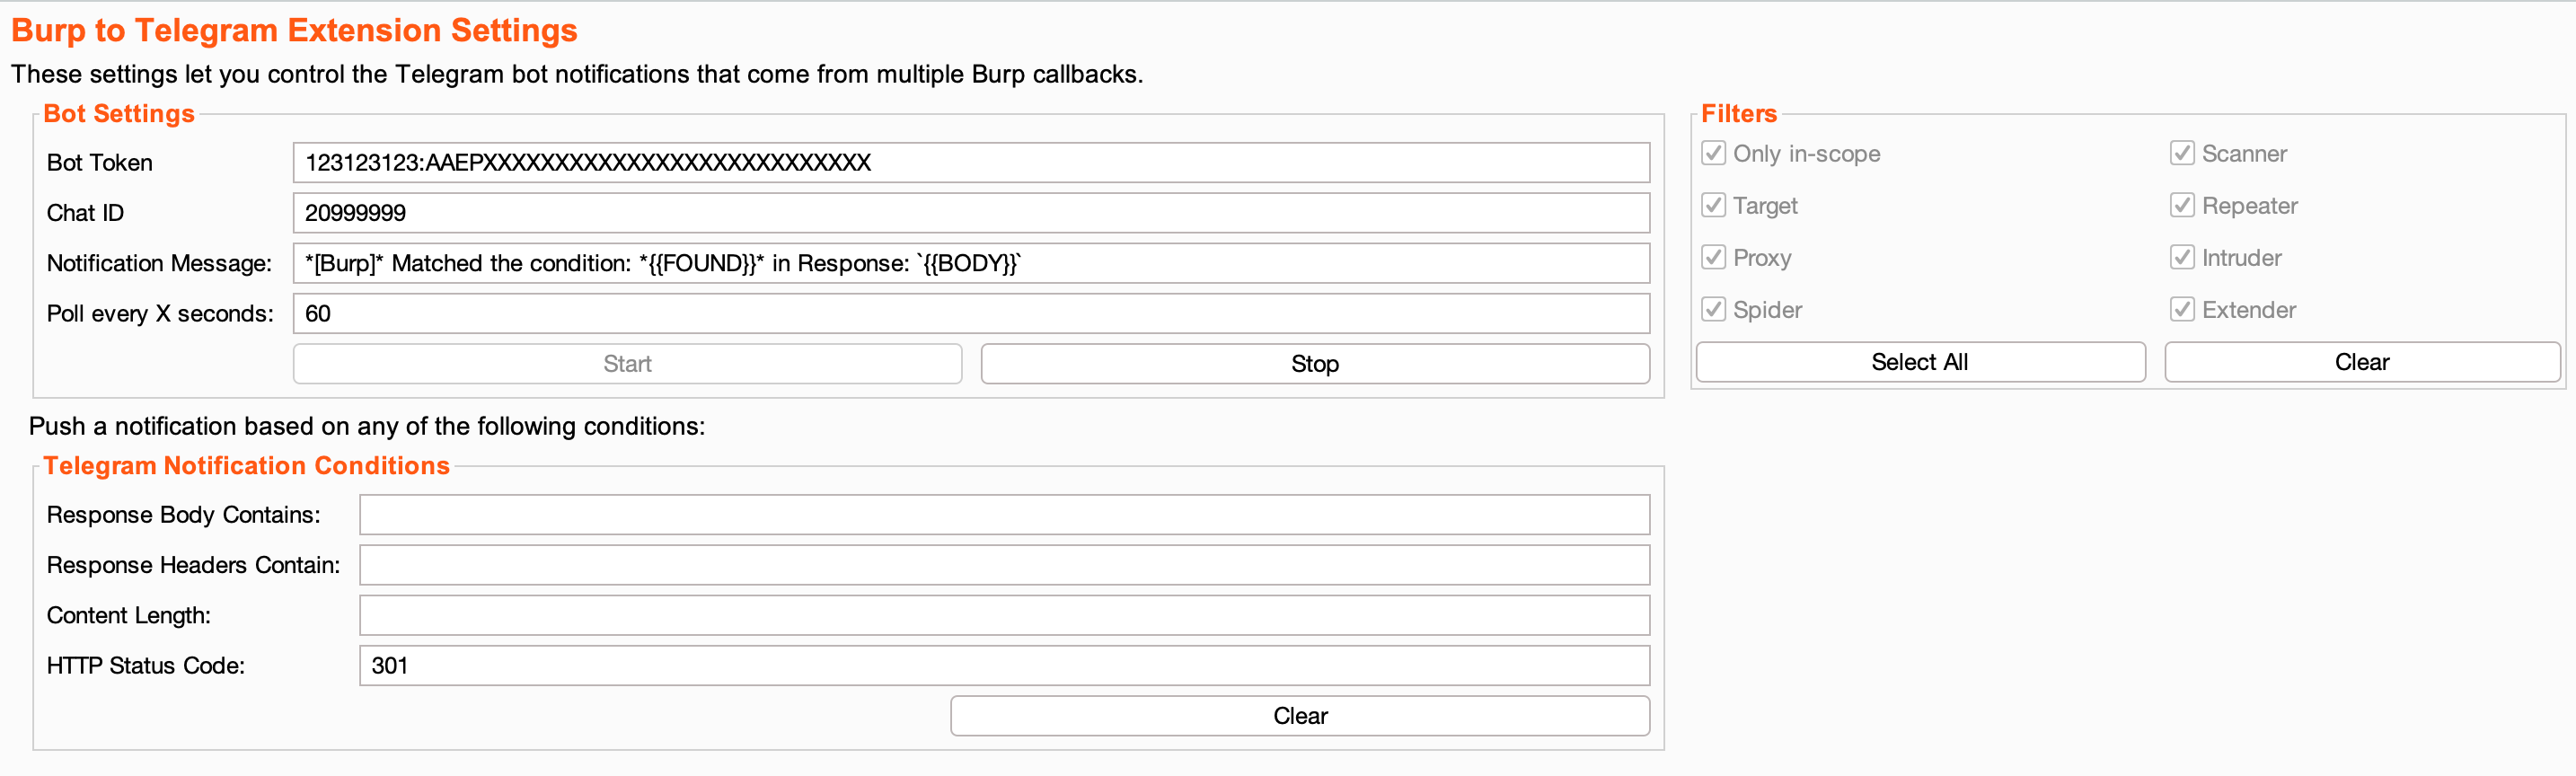 Burp to Telegram Extension Settings
These settings let you control the Telegram bot notifications that come from multiple Burp callbacks.
Bot Settings
Bot Token 123123123:AAEPXXXXXXXXXXXXXXXXXXXXXXXXXXX
Chat ID 20999999
Notification Message: *[Burp]* Matched the condition: *{{FOUND}}* in Response: `{{BODY}}`
Poll every X seconds: 60
Start Stop
Filters
Only in-scope Scanner
Target Repeater
Proxy Intruder
Spider Extender
Select All Clear
Push a notification based on any of the following conditions:
Telegram Notification Conditions
Response Body Contains:
Response Headers Contain:
Content Length:
HTTP Status Code: 301
Clear